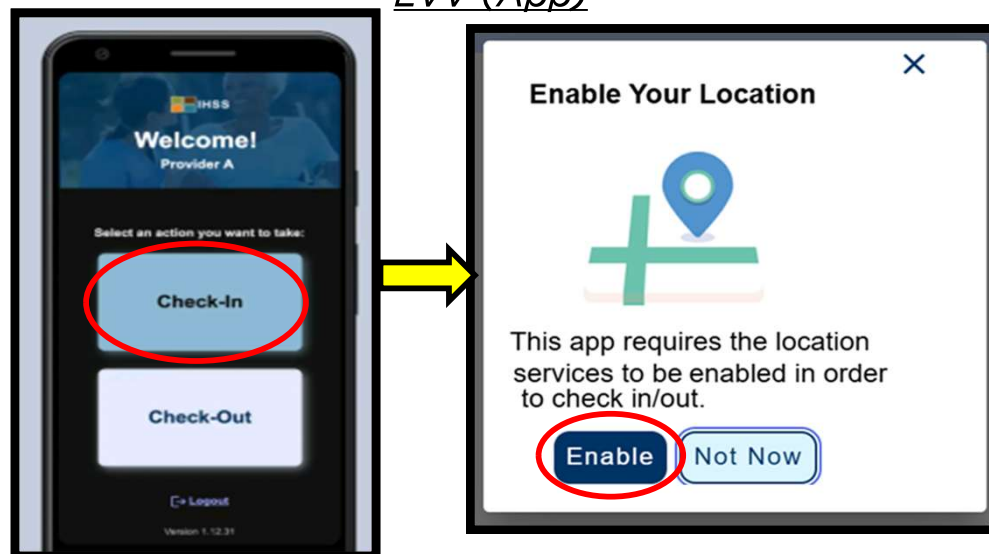 EVV (App)
IHSS
Welcome!
Provider A
Select an action you want to take:
Check-In
Check-Out
Logout
Version 1.12.31
Enable Your Location
This app requires the location
services to be enabled in order
to check in/out.
Enable Not Now